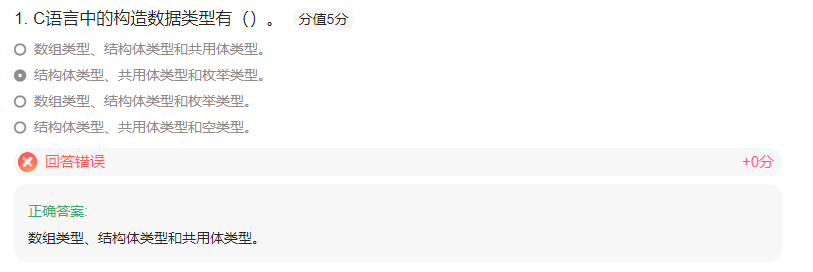 1. C语言中的构造数据类型有（）。 分值5分
数组类型、结构体类型和共用体类型。
结构体类型、共用体类型和枚举类型。
数组类型、结构体类型和枚举类型。
结构体类型、共用体类型和空类型。
回答错误 +0分
正确答案:
数组类型、结构体类型和共用体类型。